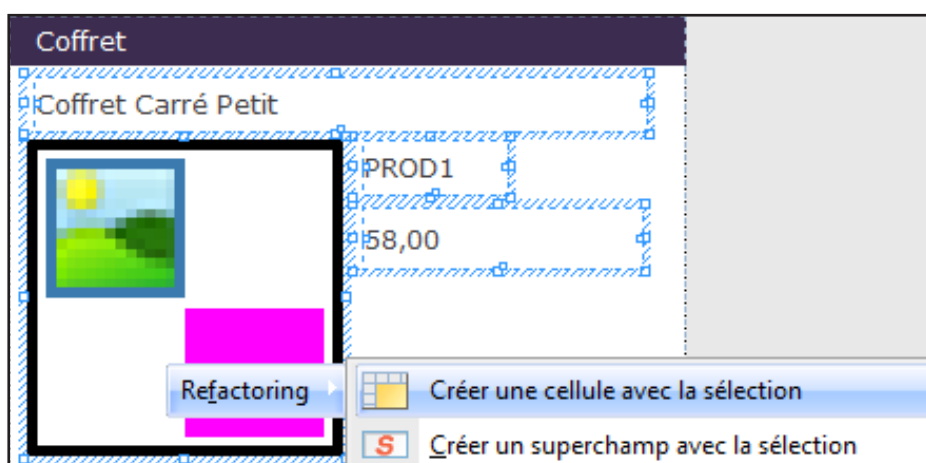 Coffret
Coffret Carré Petit
PROD1
58,00
Refactoring
Créer une cellule avec la sélection
S Créer un superchamp avec la sélection